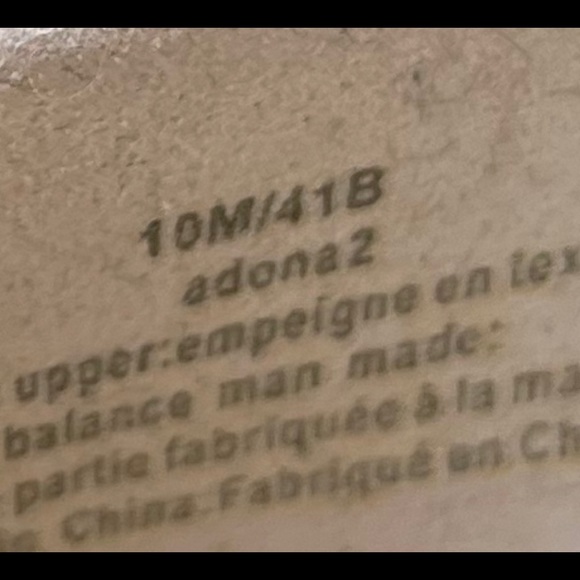 10M/41B
adona2
upper:empeigne en tex
balance man made:
partie fabriquée à la ma
China.Fabriqué en Ch